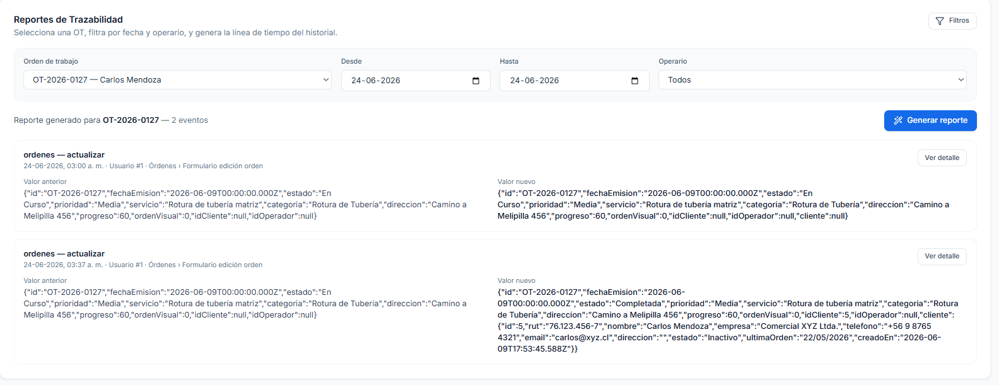 Reportes de Trazabilidad
Selecciona una OT, filtra por fecha y operario, y genera la línea de tiempo del historial.
Filtros
Orden de trabajo
OT-2026-0127 — Carlos Mendoza
Desde
24-06-2026
Hasta
24-06-2026
Operario
Todos
Reporte generado para OT-2026-0127 — 2 eventos
Generar reporte
ordenes — actualizar
24-06-2026, 03:00 a. m. · Usuario #1 · Órdenes › Formulario edición orden
Ver detalle
Valor anterior
{"id":"OT-2026-0127","fechaEmision":"2026-06-09T00:00:00.000Z","estado":"En
Curso","prioridad":"Media","servicio":"Rotura de tubería matriz","categoria":"Rotura de Tubería","direccion":"Camino a
Melipilla 456","progreso":60,"ordenVisual":0,"idCliente":null,"idOperador":null}
Valor nuevo
{"id":"OT-2026-0127","fechaEmision":"2026-06-09T00:00:00.000Z","estado":"En
Curso","prioridad":"Media","servicio":"Rotura de tubería matriz","categoria":"Rotura de Tubería","direccion":"Camino a
Melipilla 456","progreso":60,"ordenVisual":0,"idCliente":null,"idOperador":null,"cliente":null}
ordenes — actualizar
24-06-2026, 03:37 a. m. · Usuario #1 · Órdenes › Formulario edición orden
Ver detalle
Valor anterior
{"id":"OT-2026-0127","fechaEmision":"2026-06-09T00:00:00.000Z","estado":"En
Curso","prioridad":"Media","servicio":"Rotura de tubería matriz","categoria":"Rotura de Tubería","direccion":"Camino a
Melipilla 456","progreso":60,"ordenVisual":0,"idCliente":null,"idOperador":null}
Valor nuevo
{"id":"OT-2026-0127","fechaEmision":"2026-06-
09T00:00:00.000Z","estado":"Completada","prioridad":"Media","servicio":"Rotura de tubería matriz","categoria":"Rotura
de Tubería","direccion":"Camino a Melipilla 456","progreso":60,"ordenVisual":0,"idCliente":5,"idOperador":null,"cliente":
{"id":5,"rut":"76.123.456-7","nombre":"Carlos Mendoza","empresa":"Comercial XYZ Ltda.","telefono":"+56 9 8765
4321","email":"carlos@xyz.cl","direccion":"","estado":"Inactivo","ultimaOrden":"22/05/2026","creadoEn":"2026-06-
09T17:53:45.588Z"}}